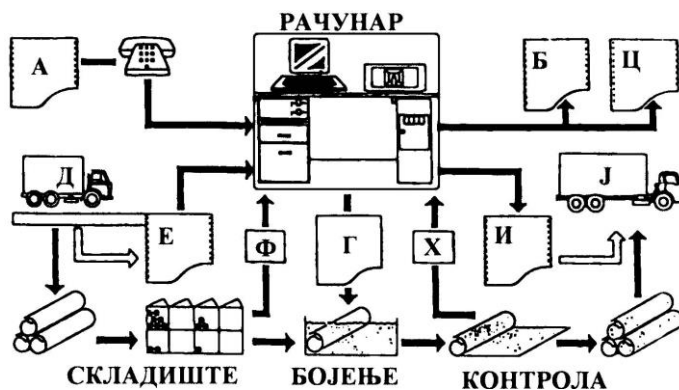 РАЧУНАР
А
Б
Ц
Д
Ј
Е
Ф
Г
Х
И
СКЛАДИШТЕ
БОЈЕЊЕ
КОНТРОЛА